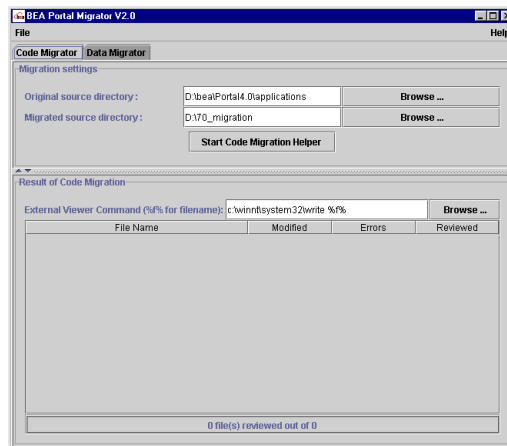 BEA Portal Migrator V2.0
File Help
Code Migrator Data Migrator
Migration settings
Original source directory : D:\bea\Portal4.0\applications Browse ...
Migrated source directory : D:\70_migration Browse ...
Start Code Migration Helper
Result of Code Migration
External Viewer Command (%f% for filename): c:\winnt\system32\write %f% Browse ...
File Name Modified Errors Reviewed
0 file(s) reviewed out of 0